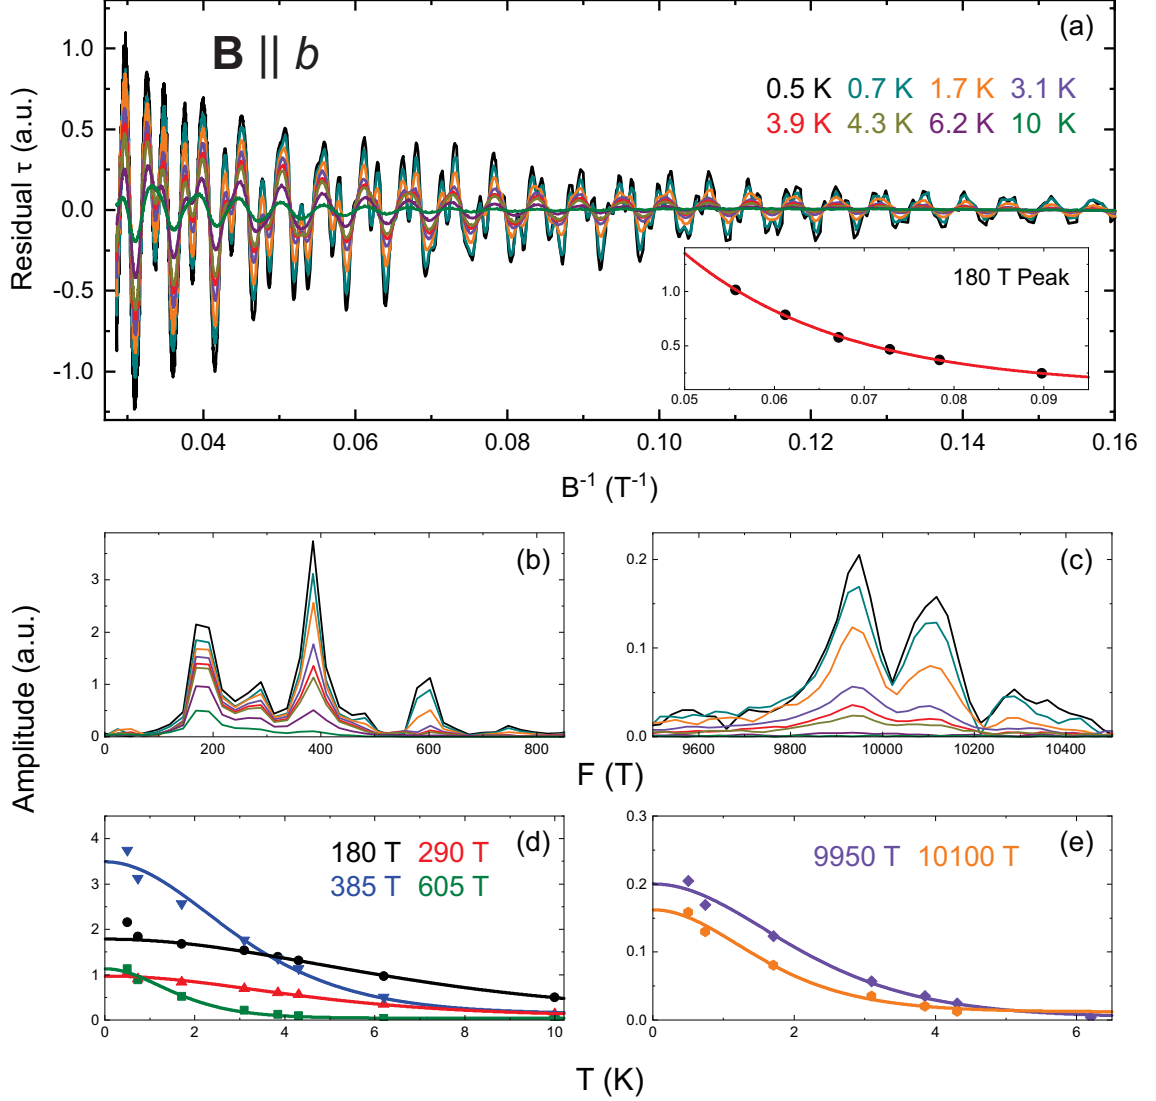 (a)
B || b
0.5 K 0.7 K 1.7 K 3.1 K
3.9 K 4.3 K 6.2 K 10 K
Residual τ (a.u.)
1.0
0.5
0.0
-0.5
-1.0
180 T Peak
1.0
0.5
0.05 0.06 0.07 0.08 0.09
0.04 0.06 0.08 0.10 0.12 0.14 0.16
B⁻¹ (T⁻¹)
(b)
3
2
1
0
0 200 400 600 800
(c)
0.2
0.1
0.0
9600 9800 10000 10200 10400
F (T)
Amplitude (a.u.)
(d)
180 T 290 T
385 T 605 T
4
3
2
1
0
0 2 4 6 8 10
(e)
9950 T 10100 T
0.3
0.2
0.1
0.0
0 2 4 6
T (K)